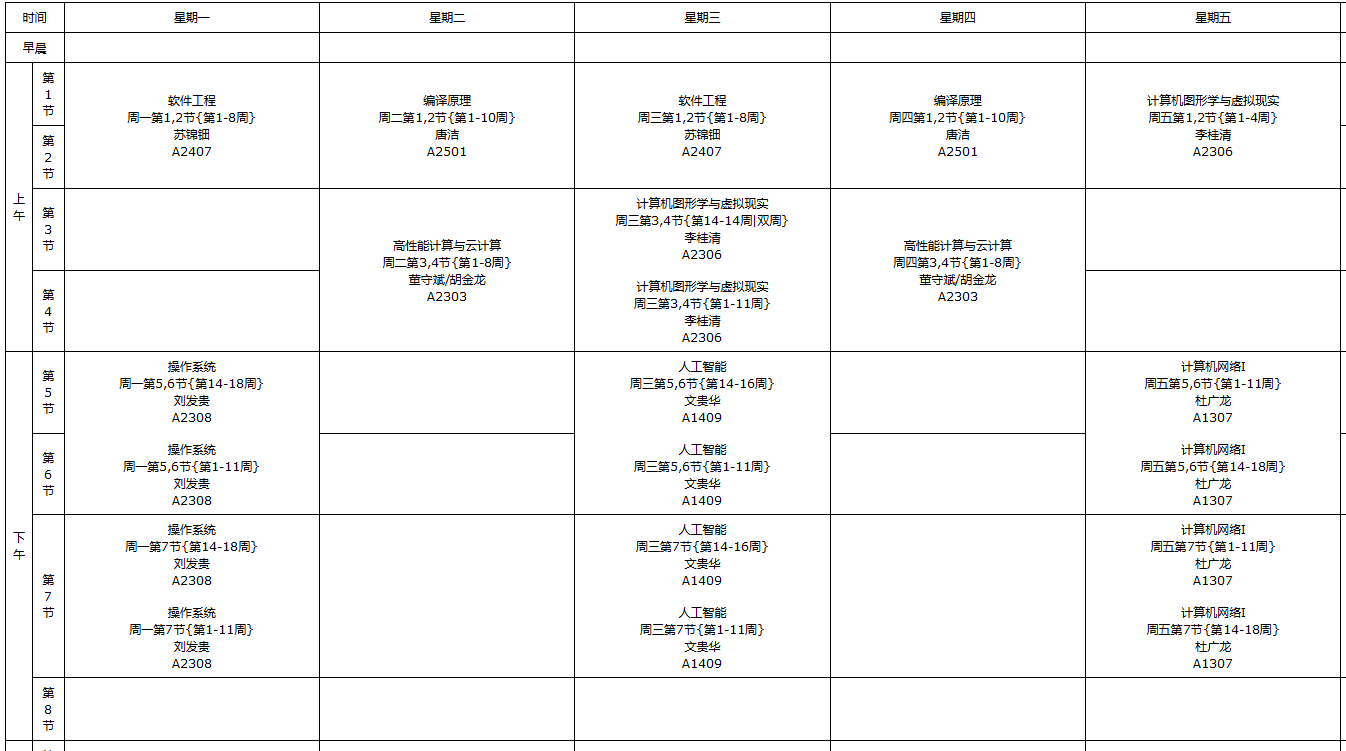 时间
星期一
星期二
星期三
星期四
星期五
早晨
上午
第1节
软件工程
周一第1,2节{第1-8周}
苏锦钿
A2407
编译原理
周二第1,2节{第1-10周}
唐洁
A2501
软件工程
周三第1,2节{第1-8周}
苏锦钿
A2407
编译原理
周四第1,2节{第1-10周}
唐洁
A2501
计算机图形学与虚拟现实
周五第1,2节{第1-4周}
李桂清
A2306
第2节
第3节
高性能计算与云计算
周二第3,4节{第1-8周}
董守斌/胡金龙
A2303
计算机图形学与虚拟现实
周三第3,4节{第14-14周|双周}
李桂清
A2306
计算机图形学与虚拟现实
周三第3,4节{第1-11周}
李桂清
A2306
高性能计算与云计算
周四第3,4节{第1-8周}
董守斌/胡金龙
A2303
第4节
下午
第5节
操作系统
周一第5,6节{第14-18周}
刘发贵
A2308
操作系统
周一第5,6节{第1-11周}
刘发贵
A2308
人工智能
周三第5,6节{第14-16周}
文贵华
A1409
人工智能
周三第5,6节{第1-11周}
文贵华
A1409
计算机网络I
周五第5,6节{第1-11周}
杜广龙
A1307
计算机网络I
周五第5,6节{第14-18周}
杜广龙
A1307
第6节
第7节
操作系统
周一第7节{第14-18周}
刘发贵
A2308
操作系统
周一第7节{第1-11周}
刘发贵
A2308
人工智能
周三第7节{第14-16周}
文贵华
A1409
人工智能
周三第7节{第1-11周}
文贵华
A1409
计算机网络I
周五第7节{第1-11周}
杜广龙
A1307
计算机网络I
周五第7节{第14-18周}
杜广龙
A1307
第8节